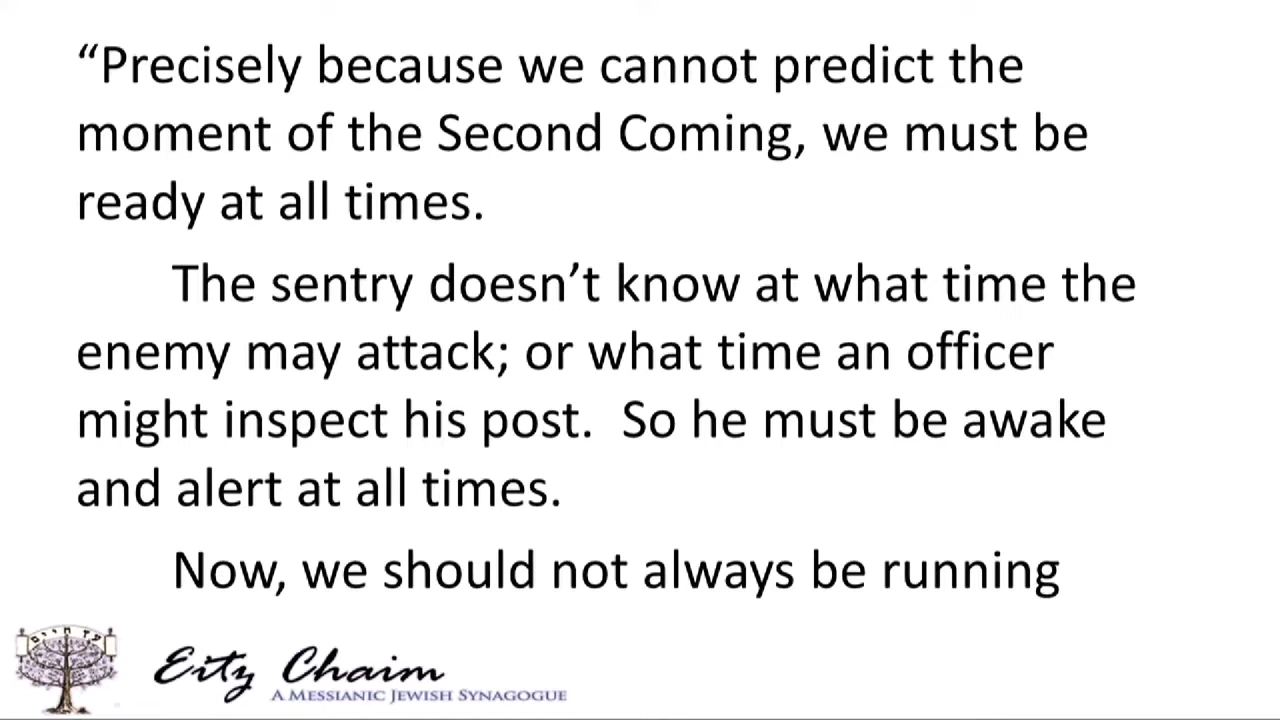 “Precisely because we cannot predict the
moment of the Second Coming, we must be
ready at all times.
The sentry doesn’t know at what time the
enemy may attack; or what time an officer
might inspect his post.  So he must be awake
and alert at all times.
Now, we should not always be running
Eitz Chaim
A Messianic Jewish Synagogue